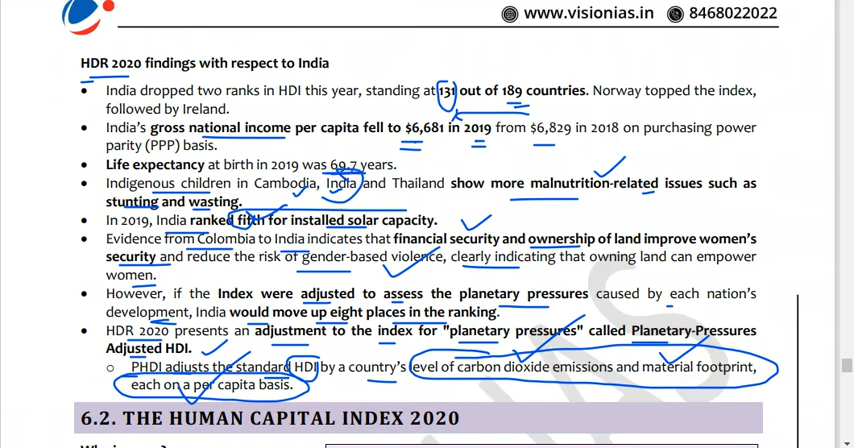 www.visionias.in 8468022022
HDR 2020 findings with respect to India
• India dropped two ranks in HDI this year, standing at 131 out of 189 countries. Norway topped the index,
followed by Ireland.
• India's gross national income per capita fell to $6,681 in 2019 from $6,829 in 2018 on purchasing power
parity (PPP) basis.
• Life expectancy at birth in 2019 was 69.7 years.
• Indigenous children in Cambodia, India and Thailand show more malnutrition-related issues such as
stunting and wasting.
• In 2019, India ranked fifth for installed solar capacity.
• Evidence from Colombia to India indicates that financial security and ownership of land improve women's
security and reduce the risk of gender-based violence, clearly indicating that owning land can empower
women.
• However, if the Index were adjusted to assess the planetary pressures caused by each nation's
development, India would move up eight places in the ranking.
• HDR 2020 presents an adjustment to the index for "planetary pressures" called Planetary-Pressures
Adjusted HDI.
o PHDI adjusts the standard HDI by a country's level of carbon dioxide emissions and material footprint,
each on a per capita basis.
6.2. THE HUMAN CAPITAL INDEX 2020